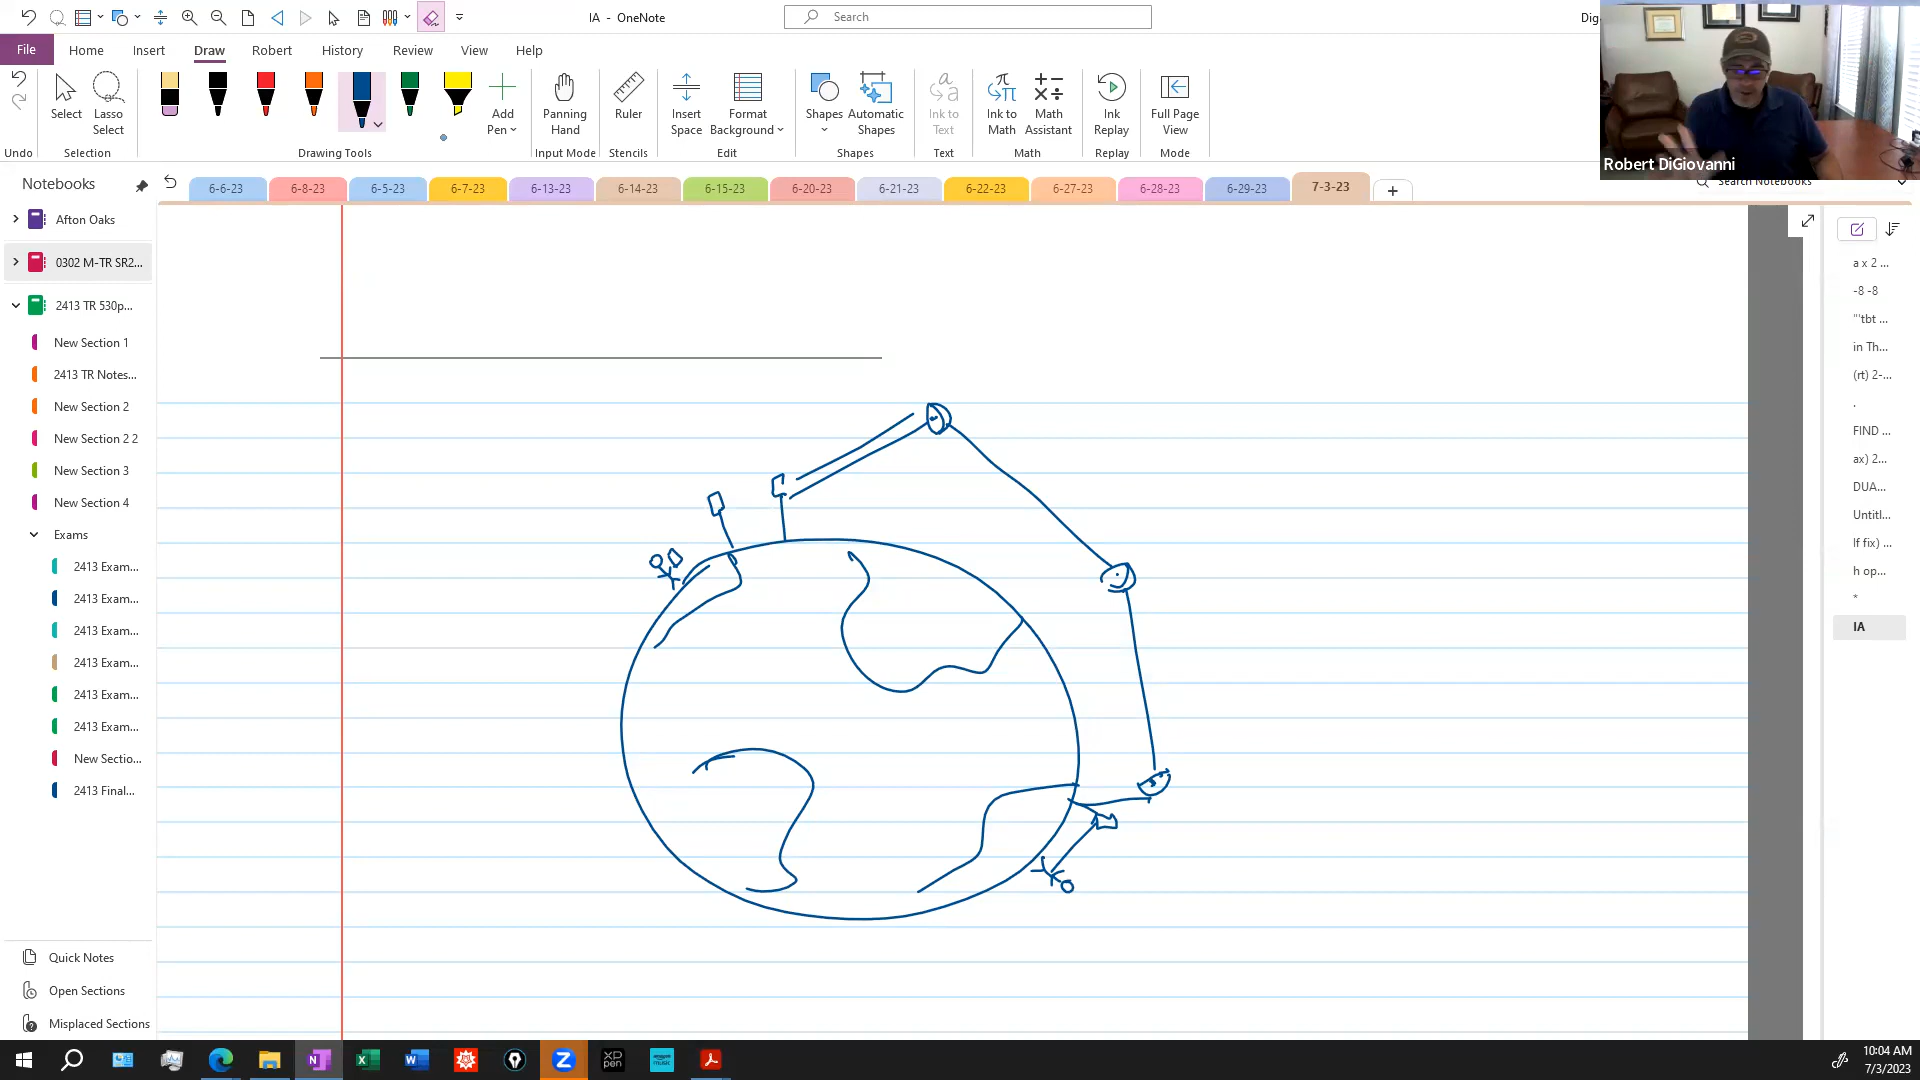 IA - OneNote
Search
Dig
File
Home
Insert
Draw
Robert
History
Review
View
Help
Select
Lasso Select
Add Pen
Panning Hand
Ruler
Insert Space
Format Background
Shapes
Automatic Shapes
Ink to Text
Ink to Math
Math Assistant
Ink Replay
Full Page View
Undo
Selection
Drawing Tools
Input Mode
Stencils
Edit
Shapes
Text
Math
Replay
Mode
Robert DiGiovanni
Notebooks
6-6-23
6-8-23
6-5-23
6-7-23
6-13-23
6-14-23
6-15-23
6-20-23
6-21-23
6-22-23
6-27-23
6-28-23
6-29-23
7-3-23
Search Notebooks
Afton Oaks
0302 M-TR SR2...
2413 TR 530p...
New Section 1
2413 TR Notes...
New Section 2
New Section 2 2
New Section 3
New Section 4
Exams
2413 Exam...
2413 Exam...
2413 Exam...
2413 Exam...
2413 Exam...
2413 Exam...
New Sectio...
2413 Final...
Quick Notes
Open Sections
Misplaced Sections
a x 2 ...
-8 -8
"'tbt ...
in Th...
(rt) 2-...
.
FIND ...
ax) 2...
DUA...
Untitl...
If fix) ...
h op...
*
IA
XP
pen
amazon music
10:04 AM
7/3/2023